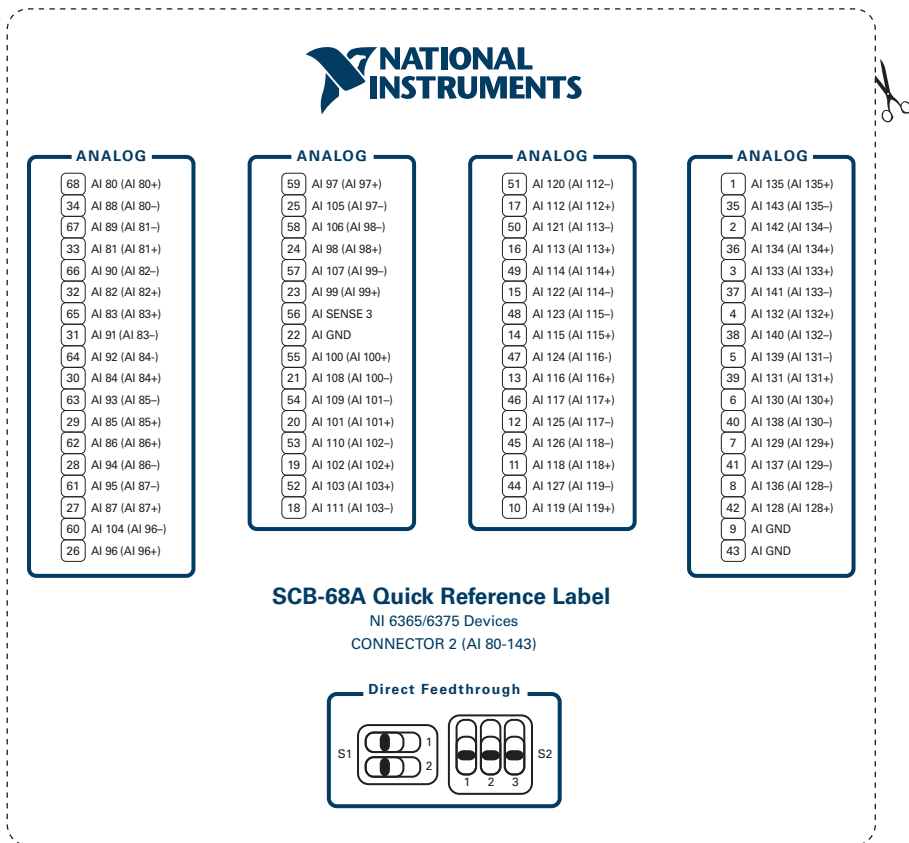 NATIONAL
INSTRUMENTS
ANALOG
68 AI 80 (AI 80+)
34 AI 88 (AI 80–)
67 AI 89 (AI 81–)
33 AI 81 (AI 81+)
66 AI 90 (AI 82–)
32 AI 82 (AI 82+)
65 AI 83 (AI 83+)
31 AI 91 (AI 83–)
64 AI 92 (AI 84-)
30 AI 84 (AI 84+)
63 AI 93 (AI 85–)
29 AI 85 (AI 85+)
62 AI 86 (AI 86+)
28 AI 94 (AI 86–)
61 AI 95 (AI 87–)
27 AI 87 (AI 87+)
60 AI 104 (AI 96–)
26 AI 96 (AI 96+)
ANALOG
59 AI 97 (AI 97+)
25 AI 105 (AI 97–)
58 AI 106 (AI 98–)
24 AI 98 (AI 98+)
57 AI 107 (AI 99–)
23 AI 99 (AI 99+)
56 AI SENSE 3
22 AI GND
55 AI 100 (AI 100+)
21 AI 108 (AI 100–)
54 AI 109 (AI 101–)
20 AI 101 (AI 101+)
53 AI 110 (AI 102–)
19 AI 102 (AI 102+)
52 AI 103 (AI 103+)
18 AI 111 (AI 103–)
ANALOG
51 AI 120 (AI 112–)
17 AI 112 (AI 112+)
50 AI 121 (AI 113–)
16 AI 113 (AI 113+)
49 AI 114 (AI 114+)
15 AI 122 (AI 114–)
48 AI 123 (AI 115–)
14 AI 115 (AI 115+)
47 AI 124 (AI 116-)
13 AI 116 (AI 116+)
46 AI 117 (AI 117+)
12 AI 125 (AI 117–)
45 AI 126 (AI 118–)
11 AI 118 (AI 118+)
44 AI 127 (AI 119–)
10 AI 119 (AI 119+)
ANALOG
1 AI 135 (AI 135+)
35 AI 143 (AI 135–)
2 AI 142 (AI 134–)
36 AI 134 (AI 134+)
3 AI 133 (AI 133+)
37 AI 141 (AI 133–)
4 AI 132 (AI 132+)
38 AI 140 (AI 132–)
5 AI 139 (AI 131–)
39 AI 131 (AI 131+)
6 AI 130 (AI 130+)
40 AI 138 (AI 130–)
7 AI 129 (AI 129+)
41 AI 137 (AI 129–)
8 AI 136 (AI 128–)
42 AI 128 (AI 128+)
9 AI GND
43 AI GND
SCB-68A Quick Reference Label
NI 6365/6375 Devices
CONNECTOR 2 (AI 80-143)
Direct Feedthrough
S1
1
2
S2
1 2 3